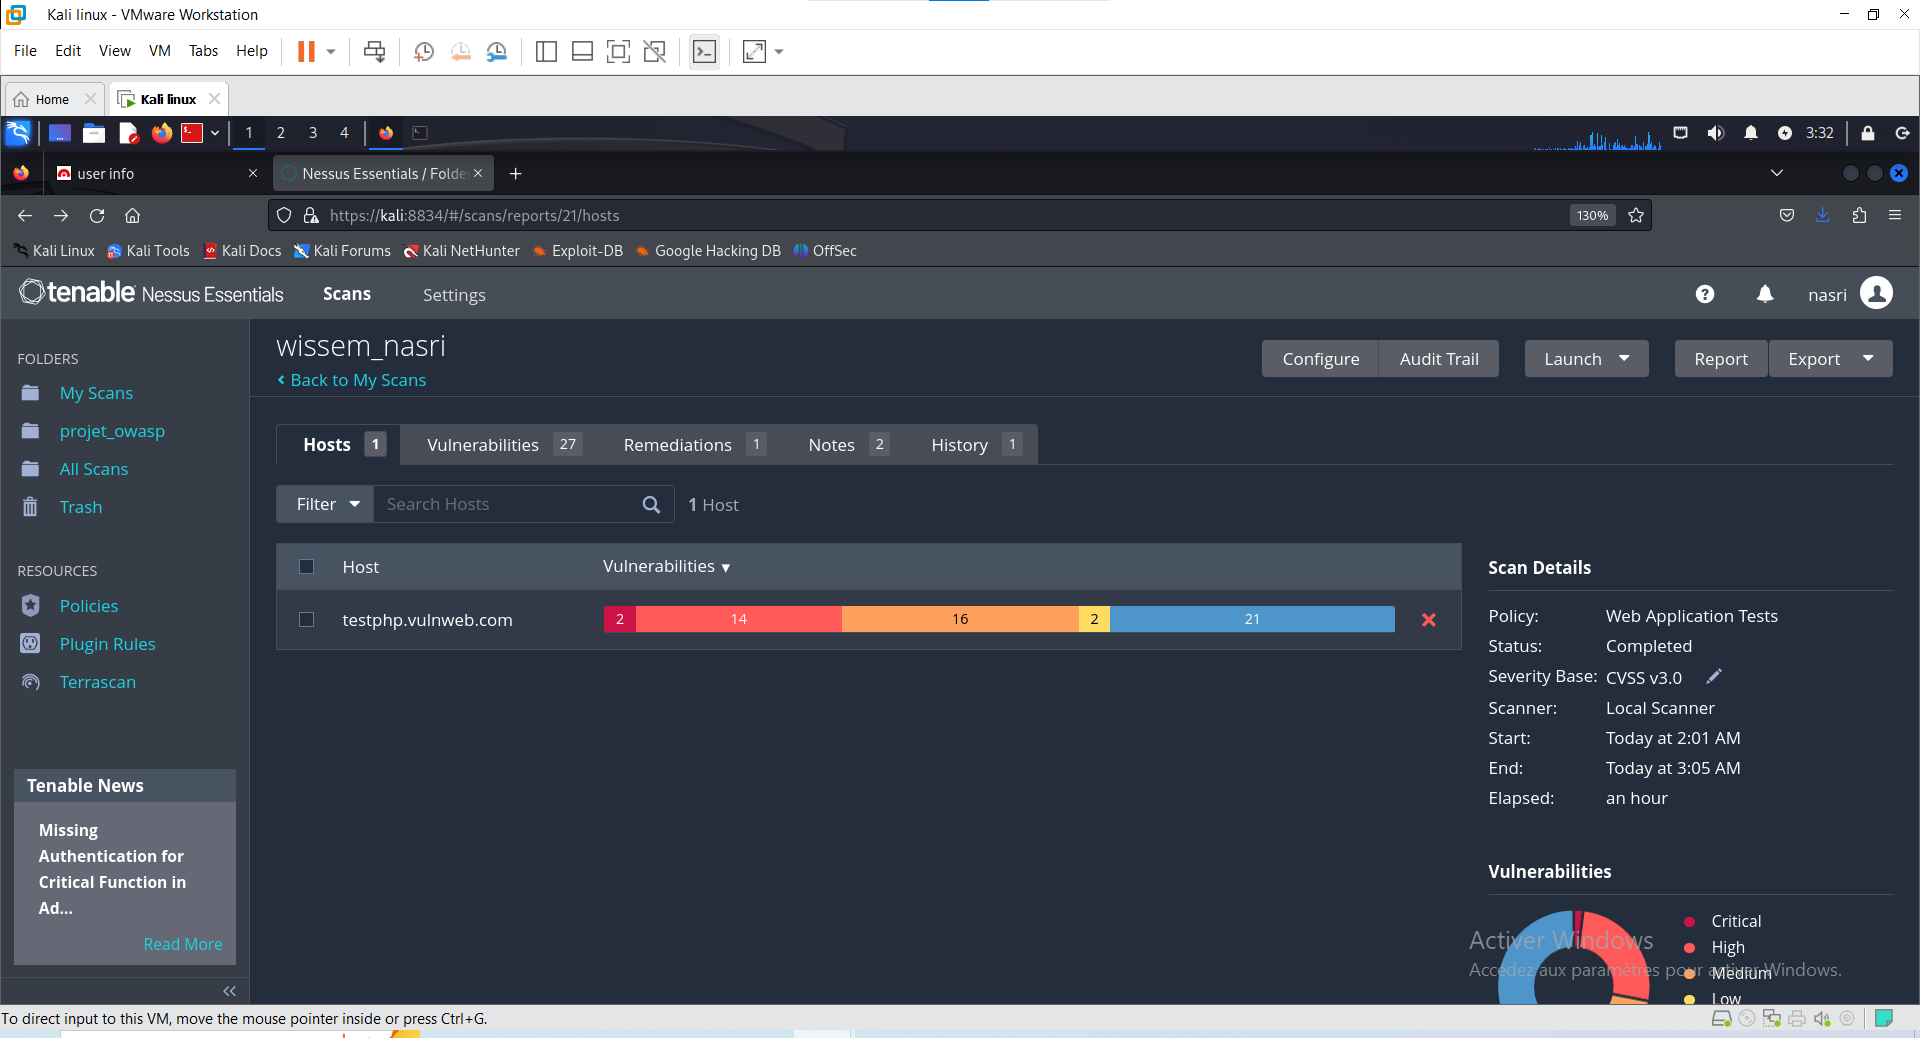 Kali linux - VMware Workstation
File Edit View VM Tabs Help
Home Kali linux
1 2 3 4 3:32
user info Nessus Essentials / Folde
https://kali:8834/#/scans/reports/21/hosts 130%
Kali Linux Kali Tools Kali Docs Kali Forums Kali NetHunter Exploit-DB Google Hacking DB OffSec
tenable Nessus Essentials Scans Settings nasri
FOLDERS
My Scans
projet_owasp
All Scans
Trash
RESOURCES
Policies
Plugin Rules
Terrascan
Tenable News
Missing
Authentication for
Critical Function in
Ad...
Read More
wissem_nasri
Back to My Scans
Configure Audit Trail Launch Report Export
Hosts 1 Vulnerabilities 27 Remediations 1 Notes 2 History 1
Filter Search Hosts 1 Host
Host Vulnerabilities
testphp.vulnweb.com 2 14 16 2 21
Scan Details
Policy: Web Application Tests
Status: Completed
Severity Base: CVSS v3.0
Scanner: Local Scanner
Start: Today at 2:01 AM
End: Today at 3:05 AM
Elapsed: an hour
Vulnerabilities
Critical
High
Medium
Low
Activer Windows
Accédez aux paramètres pour activer Windows.
To direct input to this VM, move the mouse pointer inside or press Ctrl+G.